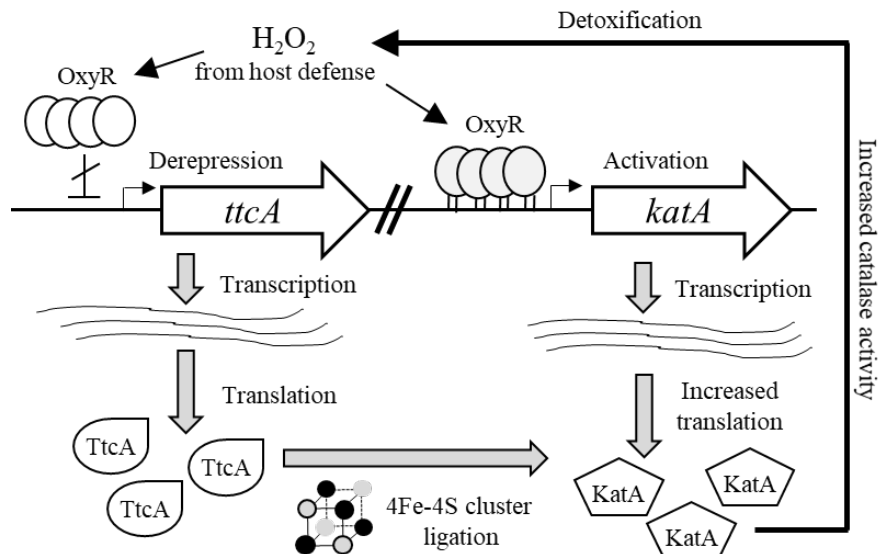 Detoxification
H₂O₂
from host defense
OxyR
OxyR
Derepression
Activation
ttcA
katA
Transcription
Transcription
Translation
Increased
translation
TtcA
TtcA
TtcA
4Fe-4S cluster
ligation
KatA
KatA
KatA
Increased catalase activity